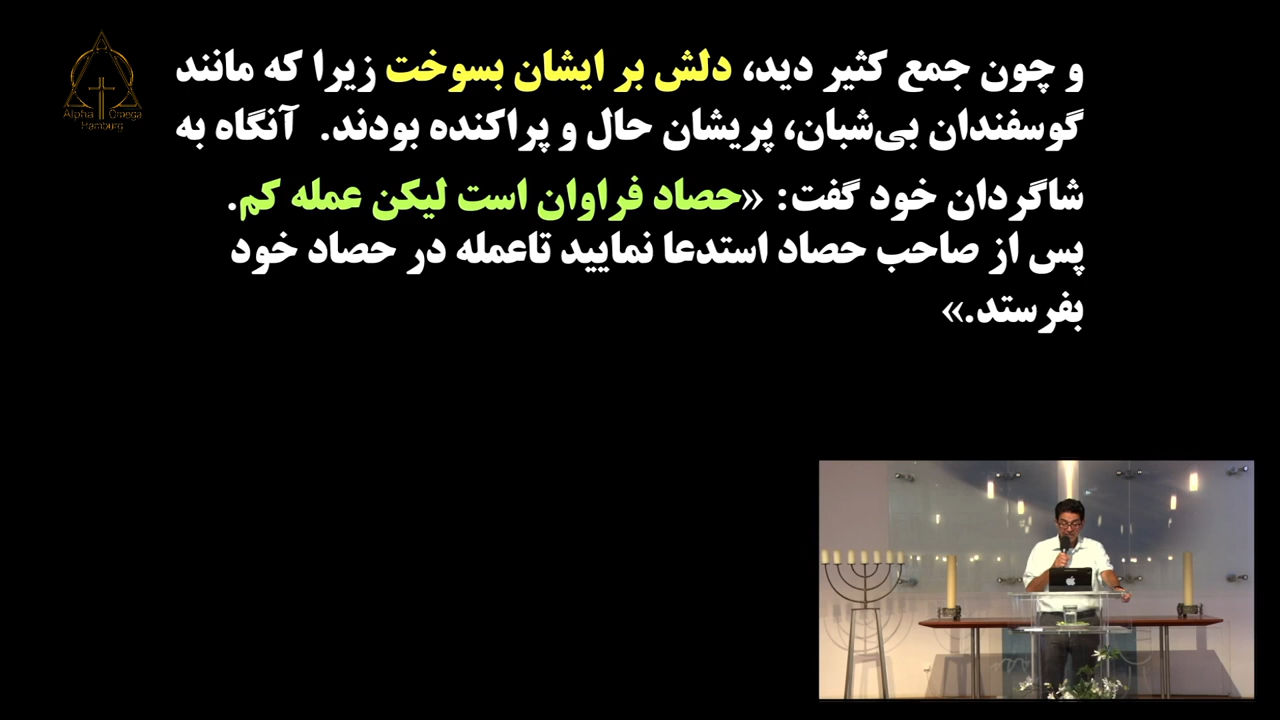 Alpha Omega
Hamburg
و چون جمع کثیر دید، دلش بر ایشان بسوخت زیرا که مانند
گوسفندان بی‌شبان، پریشان حال و پراکنده بودند. آنگاه به
شاگردان خود گفت: «حصاد فراوان است لیکن عمله کم.
پس از صاحب حصاد استدعا نمایید تاعمله در حصاد خود
بفرستد.»